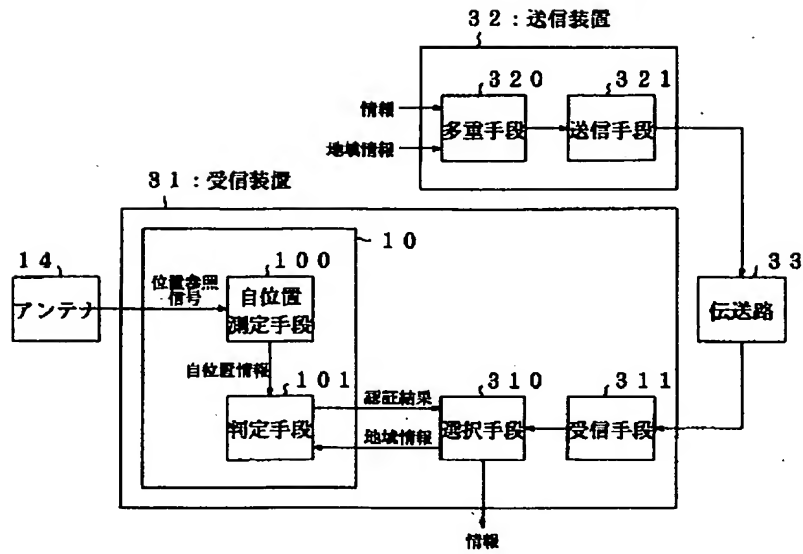 ３２：送信装置
３２０
３２１
情報
多重手段
送信手段
地域情報
３１：受信装置
１０
１４
１００
３３
位置参照
信号
アンテナ
自位置
測定手段
伝送路
自位置情報
１０１
３１０
３１１
認証結果
判定手段
選択手段
受信手段
地域情報
情報